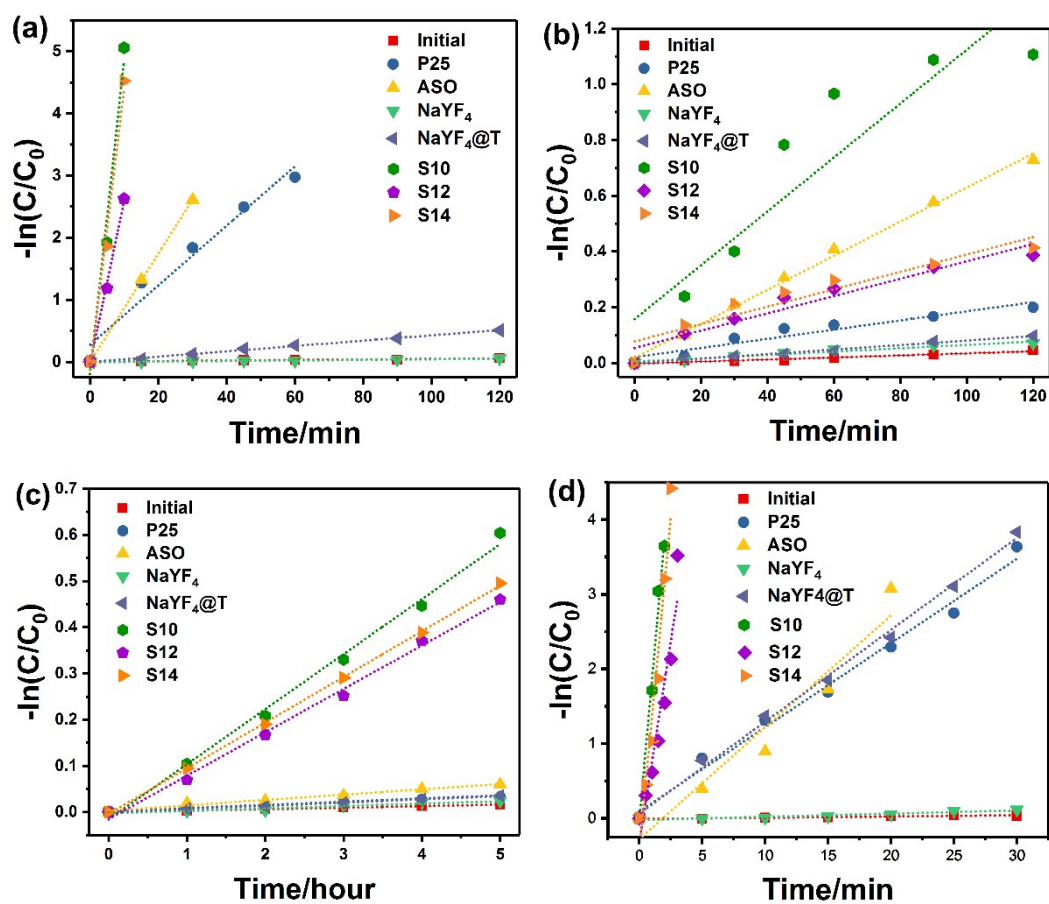 (a)
-ln(C/C₀)
5
4
3
2
1
0
Initial
P25
ASO
NaYF₄
NaYF₄@T
S10
S12
S14
0 20 40 60 80 100 120
Time/min
(b)
-ln(C/C₀)
1.2
1.0
0.8
0.6
0.4
0.2
0.0
Initial
P25
ASO
NaYF₄
NaYF₄@T
S10
S12
S14
0 20 40 60 80 100 120
Time/min
(c)
-ln(C/C₀)
0.7
0.6
0.5
0.4
0.3
0.2
0.1
0.0
Initial
P25
ASO
NaYF₄
NaYF₄@T
S10
S12
S14
0 1 2 3 4 5
Time/hour
(d)
-ln(C/C₀)
4
3
2
1
0
Initial
P25
ASO
NaYF₄
NaYF4@T
S10
S12
S14
0 5 10 15 20 25 30
Time/min